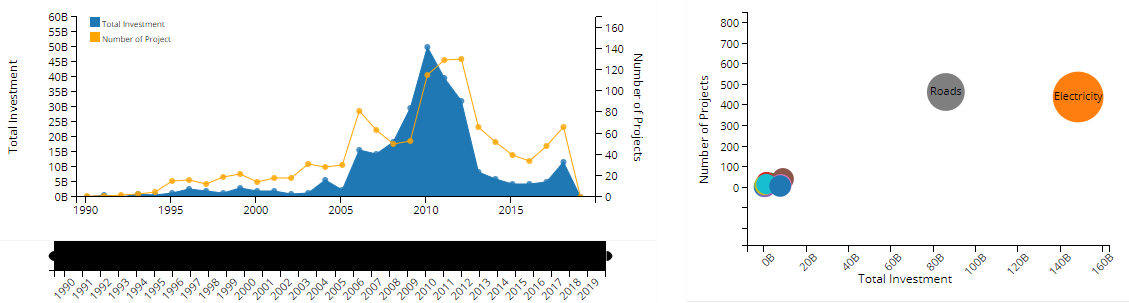 60B
55B
50B
45B
40B
35B
30B
25B
20B
15B
10B
5B
0B
Total Investment
Total Investment
Number of Project
1990
1995
2000
2005
2010
2015
160
140
120
100
80
60
40
20
0
Number of Projects
1990
1991
1992
1993
1994
1995
1996
1997
1998
1999
2000
2001
2002
2003
2004
2005
2006
2007
2008
2009
2010
2011
2012
2013
2014
2015
2016
2017
2018
2019
800
700
600
500
400
300
200
100
0
Number of Projects
Roads
Electricity
0B
20B
40B
60B
80B
100B
120B
140B
160B
Total Investment